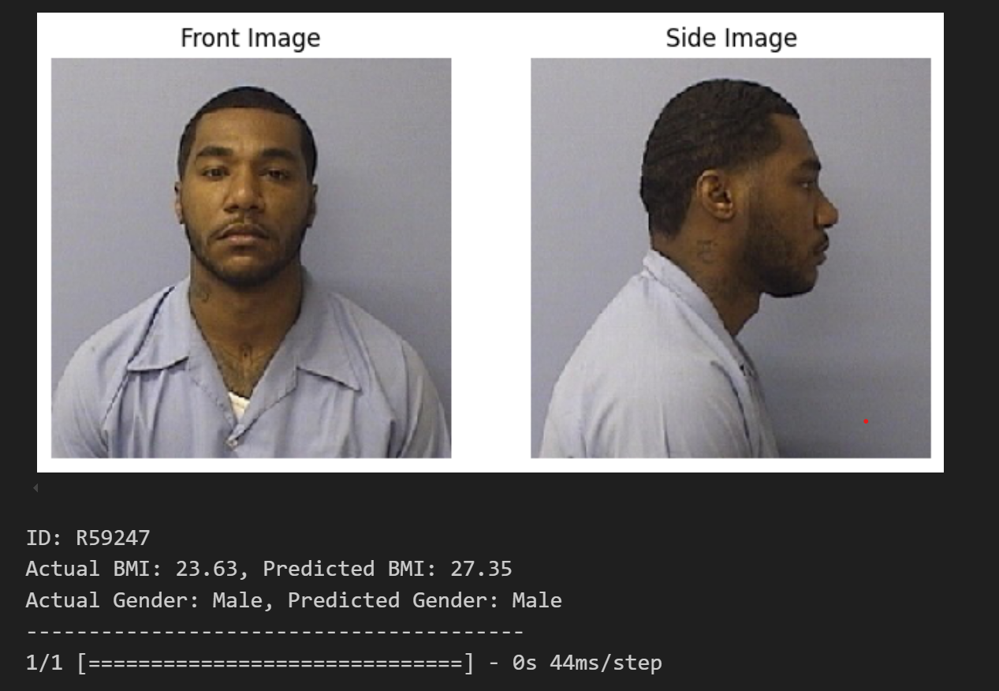 Front Image
Side Image
ID: R59247
Actual BMI: 23.63, Predicted BMI: 27.35
Actual Gender: Male, Predicted Gender: Male
----------------------------------------
1/1 [==============================] - 0s 44ms/step